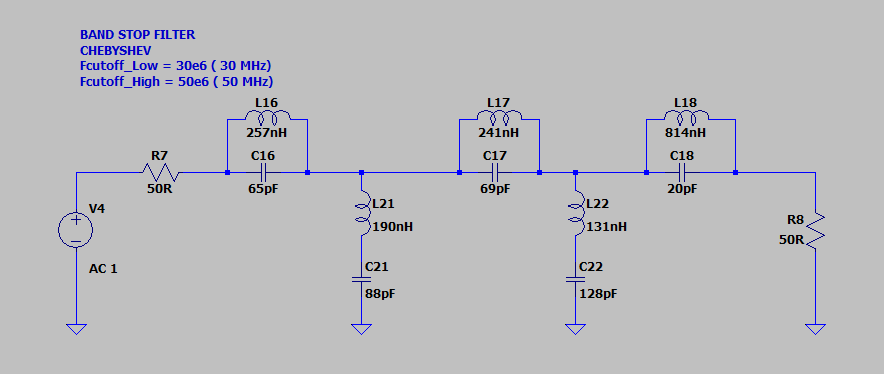 BAND STOP FILTER
CHEBYSHEV
Fcutoff_Low = 30e6 ( 30 MHz)
Fcutoff_High = 50e6 ( 50 MHz)
L16
257nH
L17
241nH
L18
814nH
R7
50R
C16
65pF
C17
69pF
C18
20pF
V4
AC 1
L21
190nH
L22
131nH
R8
50R
C21
88pF
C22
128pF